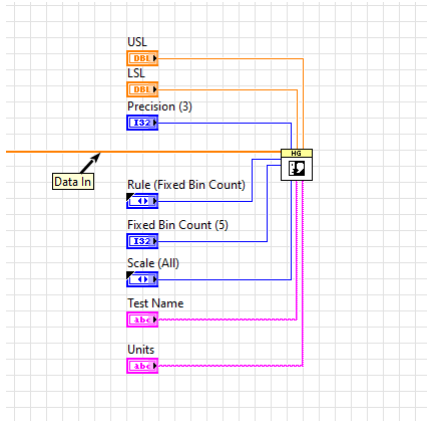 USL
DBL
LSL
DBL
Precision (3)
I32
HG
Data In
Rule (Fixed Bin Count)
Fixed Bin Count (5)
I32
Scale (All)
Test Name
abc
Units
abc